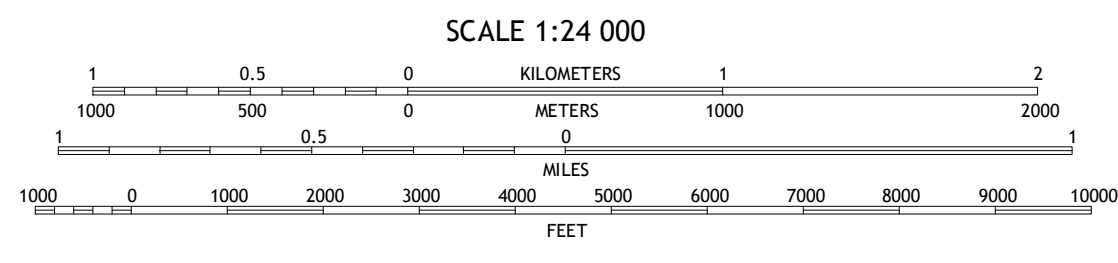 SCALE 1:24 000
1 0.5 0 KILOMETERS 1 2
1000 500 0 METERS 1000 2000
1 0.5 0 1
MILES
1000 0 1000 2000 3000 4000 5000 6000 7000 8000 9000 10000
FEET